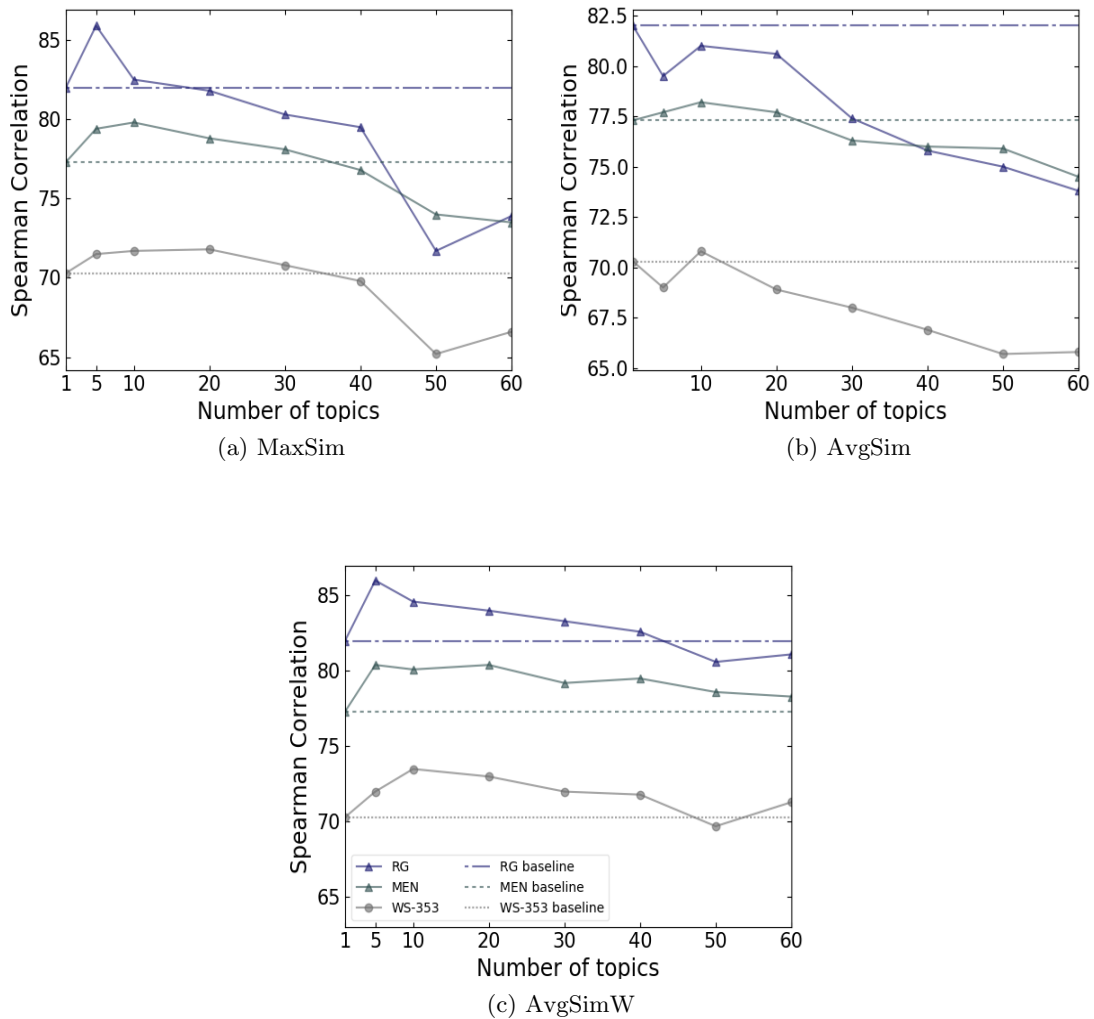 85
80
75
70
65
Spearman Correlation
1 5 10 20 30 40 50 60
Number of topics
(a) MaxSim
82.5
80.0
77.5
75.0
72.5
70.0
67.5
65.0
Spearman Correlation
10 20 30 40 50 60
Number of topics
(b) AvgSim
85
80
75
70
65
Spearman Correlation
RG RG baseline
MEN MEN baseline
WS-353 WS-353 baseline
1 5 10 20 30 40 50 60
Number of topics
(c) AvgSimW